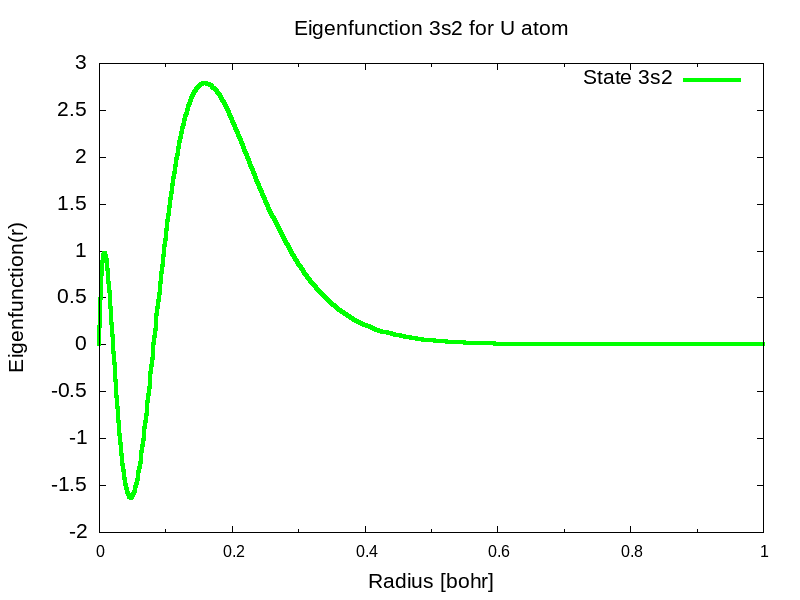 Eigenfunction 3s2 for U atom
State 3s2
3
2.5
2
1.5
1
0.5
0
-0.5
-1
-1.5
-2
Eigenfunction(r)
0 0.2 0.4 0.6 0.8 1
Radius [bohr]